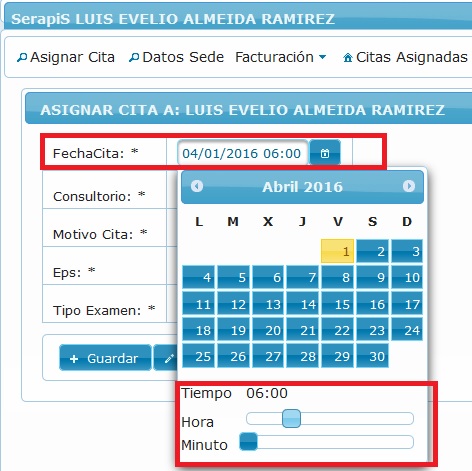 SerapiS LUIS EVELIO ALMEIDA RAMIREZ
Asignar Cita Datos Sede Facturación Citas Asignadas
ASIGNAR CITA A: LUIS EVELIO ALMEIDA RAMIREZ
FechaCita: * 04/01/2016 06:00
Abril 2016
L M X J V S D
1 2 3
4 5 6 7 8 9 10
11 12 13 14 15 16 17
18 19 20 21 22 23 24
25 26 27 28 29 30
Consultorio: *
Motivo Cita: *
Eps: *
Tipo Examen: *
+ Guardar
Tiempo 06:00
Hora
Minuto